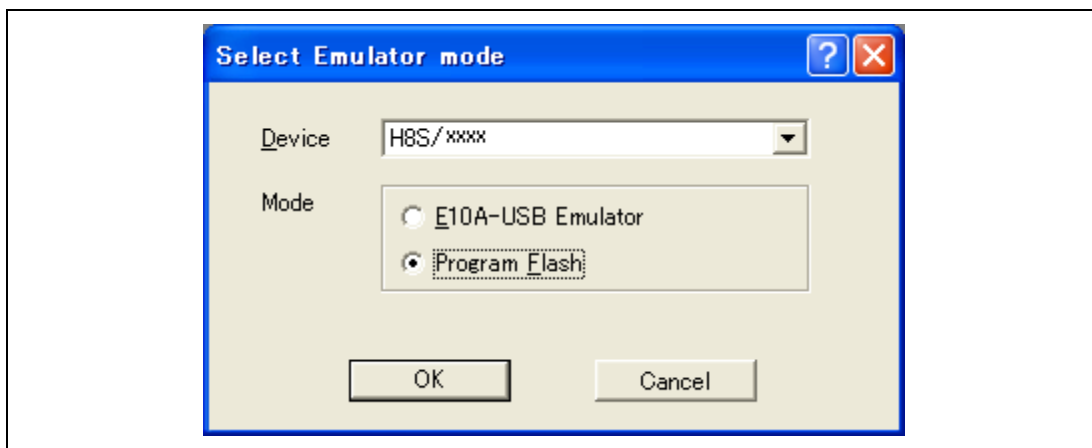 Select Emulator mode
Device H8S/xxxx
Mode
E10A-USB Emulator
Program Flash
OK Cancel